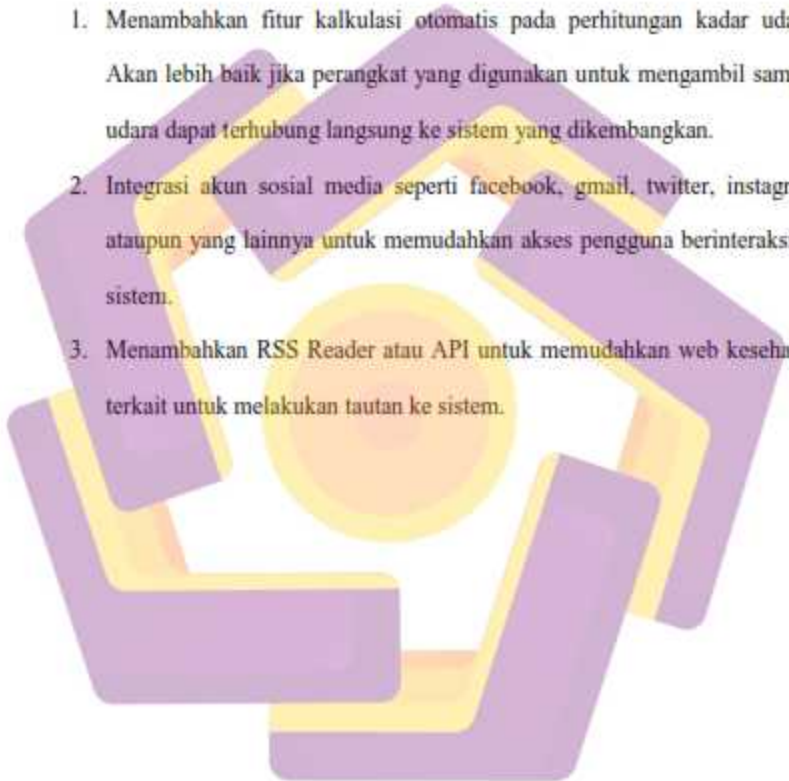 1. Menambahkan fitur kalkulasi otomatis pada perhitungan kadar uda
Akan lebih baik jika perangkat yang digunakan untuk mengambil sam
udara dapat terhubung langsung ke sistem yang dikembangkan.
2. Integrasi akun sosial media seperti facebook, gmail, twitter, instagr
ataupun yang lainnya untuk memudahkan akses pengguna berinteraks
sistem.
3. Menambahkan RSS Reader atau API untuk memudahkan web keseha
terkait untuk melakukan tautan ke sistem.